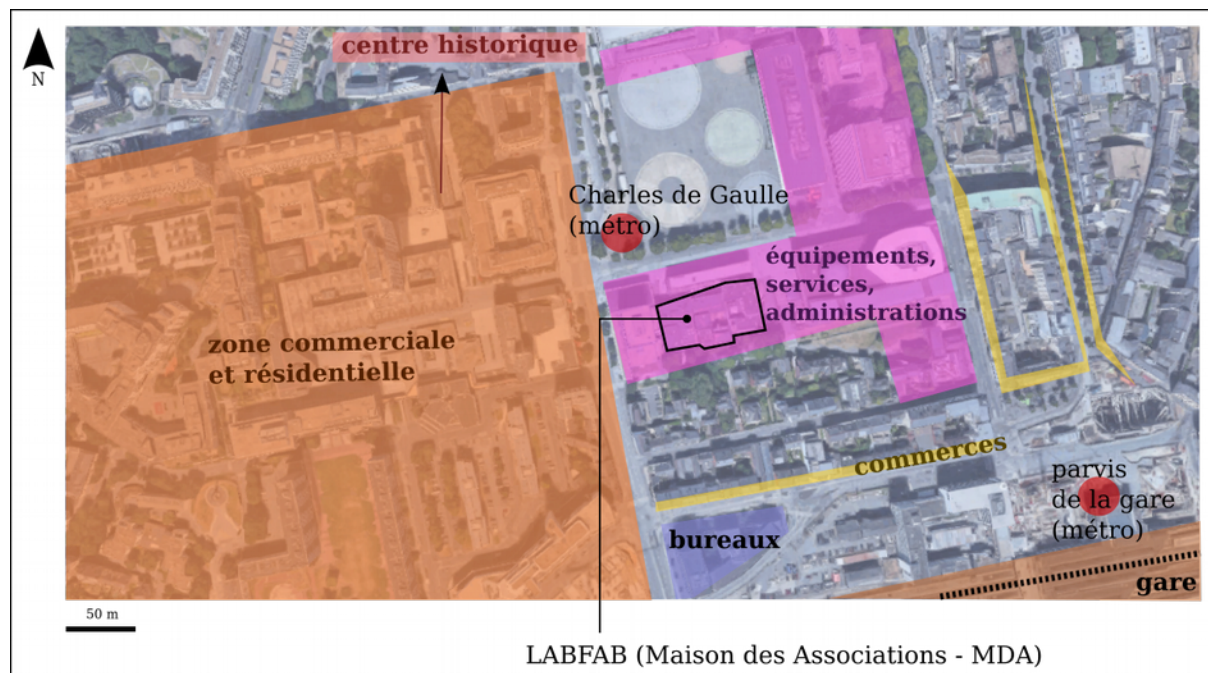 centre historique
N
Charles de Gaulle
(métro)
équipements,
services,
administrations
zone commerciale
et résidentielle
commerces
parvis
de la gare
(métro)
bureaux
gare
50 m
LABFAB (Maison des Associations - MDA)